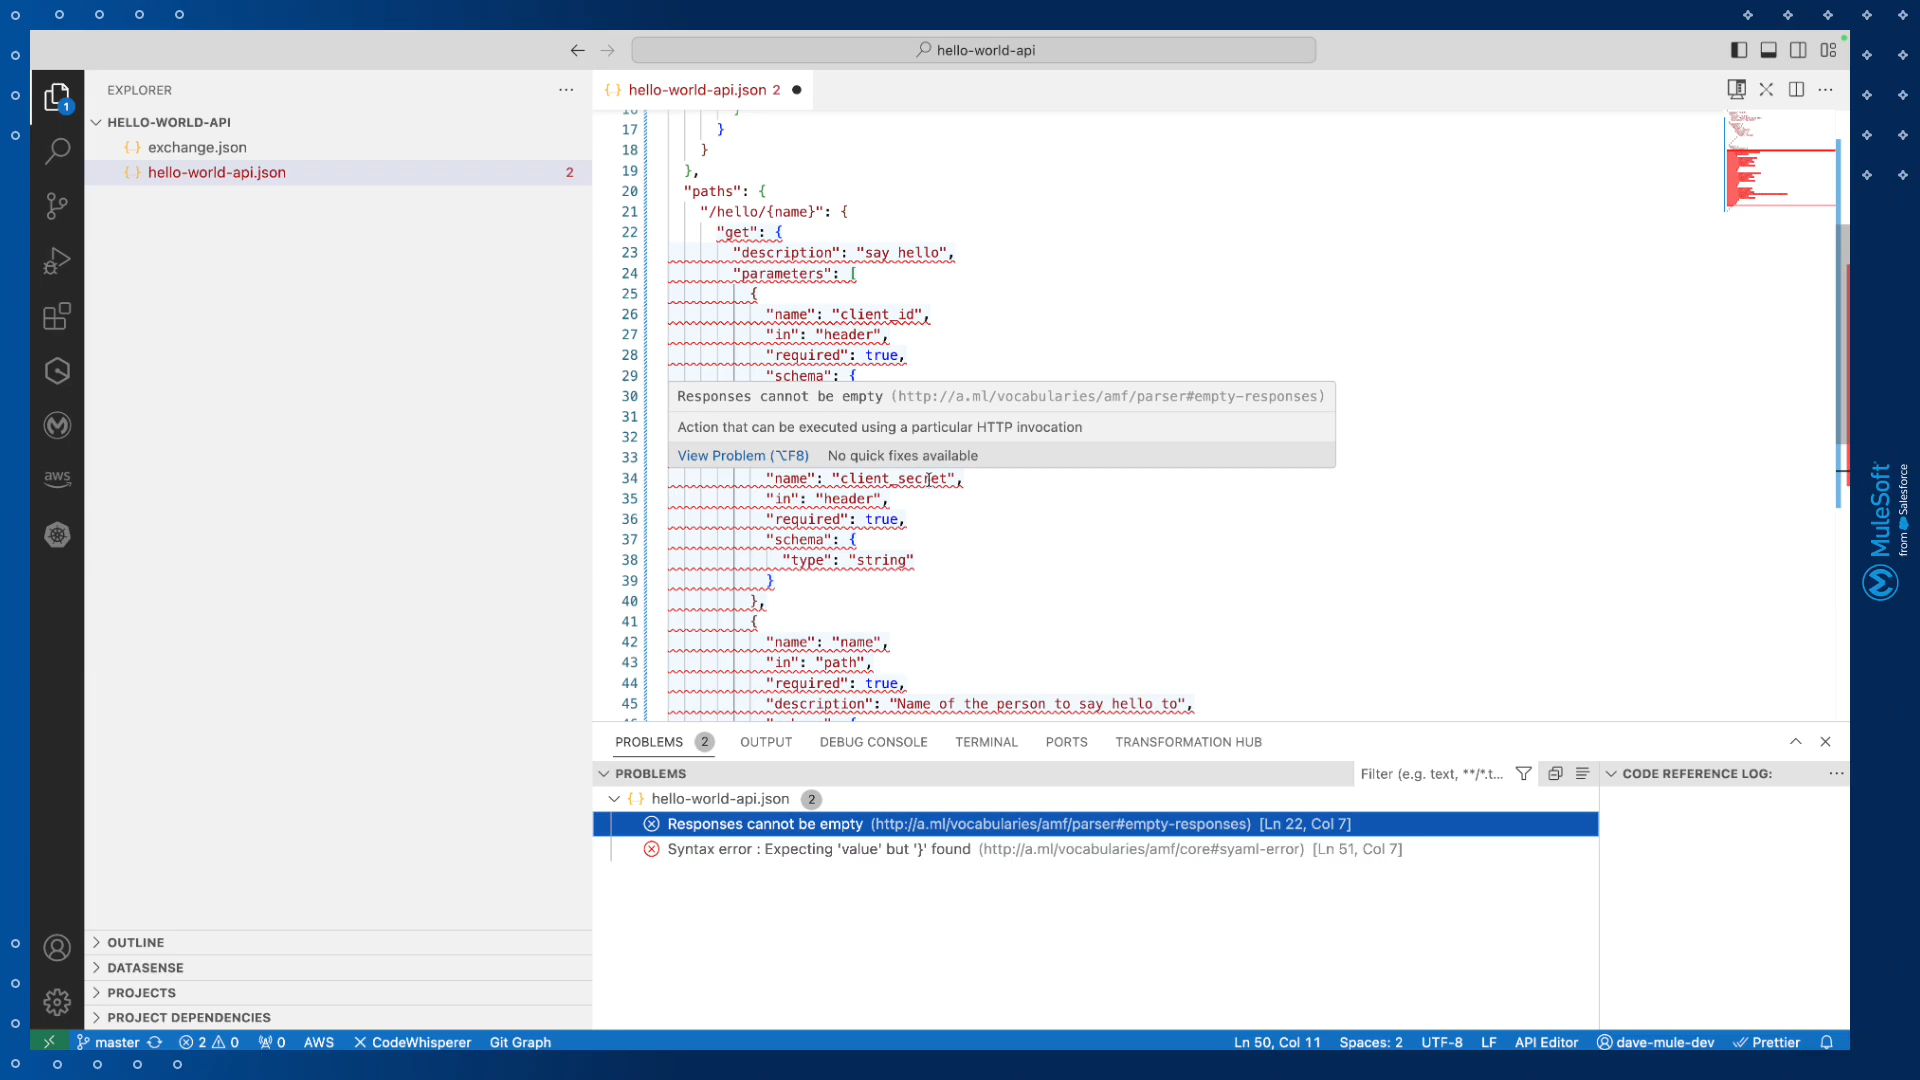 hello-world-api
EXPLORER
HELLO-WORLD-API
exchange.json
hello-world-api.json 2
1
aws
hello-world-api.json 2
16 }
17 }
18 }
19 },
20 "paths": {
21 "/hello/{name}": {
22 "get": {
23 "description": "say hello",
24 "parameters": [
25 {
26 "name": "client_id",
27 "in": "header",
28 "required": true,
29 "schema": {
30
31
32
33
Responses cannot be empty (http://a.ml/vocabularies/amf/parser#empty-responses)
Action that can be executed using a particular HTTP invocation
View Problem (⌥F8) No quick fixes available
34 "name": "client_secret",
35 "in": "header",
36 "required": true,
37 "schema": {
38 "type": "string"
39 }
40 },
41 {
42 "name": "name",
43 "in": "path",
44 "required": true,
45 "description": "Name of the person to say hello to",
PROBLEMS 2 OUTPUT DEBUG CONSOLE TERMINAL PORTS TRANSFORMATION HUB
PROBLEMS
Filter (e.g. text, **/*.t...
CODE REFERENCE LOG:
hello-world-api.json 2
Responses cannot be empty (http://a.ml/vocabularies/amf/parser#empty-responses) [Ln 22, Col 7]
Syntax error : Expecting 'value' but '}' found (http://a.ml/vocabularies/amf/core#syaml-error) [Ln 51, Col 7]
OUTLINE
DATASENSE
PROJECTS
PROJECT DEPENDENCIES
master 2 0 0 AWS CodeWhisperer Git Graph Ln 50, Col 11 Spaces: 2 UTF-8 LF API Editor dave-mule-dev Prettier
MuleSoft
from Salesforce